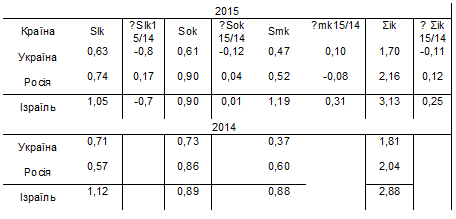 2015
Країна Slk ?Slk1 5/14 Sok ?Sok 15/14 Smk ?mk15/14 Σik ? Σik 15/14
Україна 0,63 -0,8 0,61 -0,12 0,47 0,10 1,70 -0,11
Росія 0,74 0,17 0,90 0,04 0,52 -0,08 2,16 0,12
Ізраїль 1,05 -0,7 0,90 0,01 1,19 0,31 3,13 0,25
2014
Україна 0,71 0,73 0,37 1,81
Росія 0,57 0,86 0,60 2,04
Ізраїль 1,12 0,89 0,88 2,88